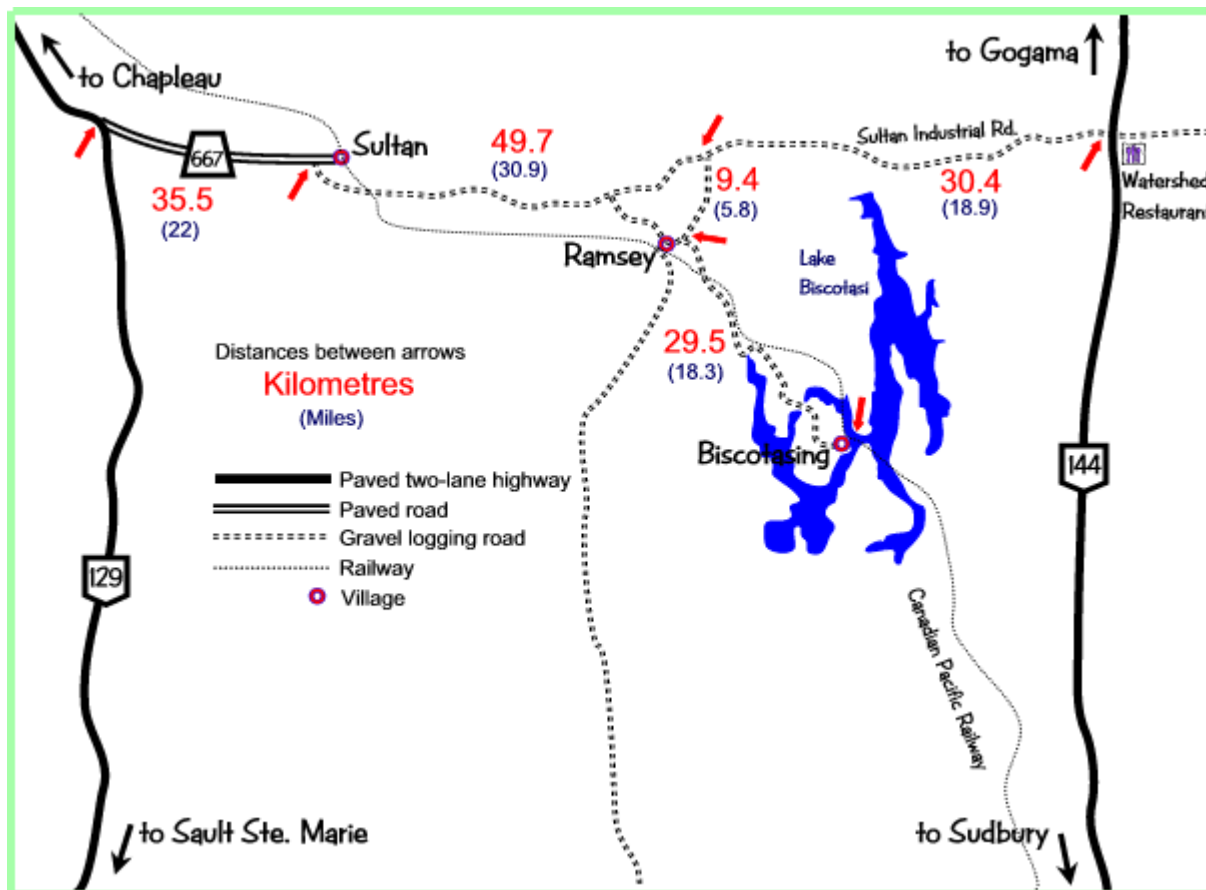 to Chapleau
to Gogama
667
Sultan
49.7
(30.9)
Sultan Industrial Rd.
35.5
(22)
9.4
(5.8)
30.4
(18.9)
Watershed
Restaurant
Ramsey
Lake
Biscotasi
29.5
(18.3)
Distances between arrows
Kilometres
(Miles)
Biscotasing
144
Paved two-lane highway
Paved road
Gravel logging road
Railway
Village
129
Canadian Pacific Railway
to Sault Ste. Marie
to Sudbury